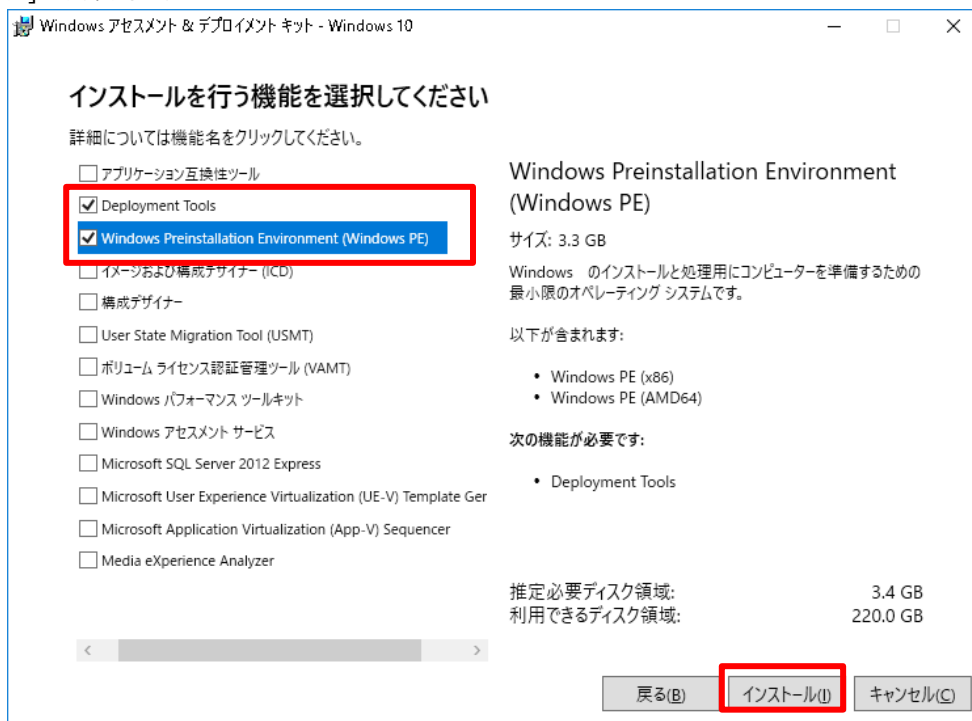 Windows アセスメント & デプロイメント キット - Windows 10
インストールを行う機能を選択してください
詳細については機能名をクリックしてください。
アプリケーション互換性ツール
Deployment Tools
Windows Preinstallation Environment (Windows PE)
イメージおよび構成デザイナー (ICD)
構成デザイナー
User State Migration Tool (USMT)
ボリューム ライセンス認証管理ツール (VAMT)
Windows パフォーマンス ツールキット
Windows アセスメント サービス
Microsoft SQL Server 2012 Express
Microsoft User Experience Virtualization (UE-V) Template Ger
Microsoft Application Virtualization (App-V) Sequencer
Media eXperience Analyzer
Windows Preinstallation Environment
(Windows PE)
サイズ: 3.3 GB
Windows のインストールと処理用にコンピューターを準備するための
最小限のオペレーティング システムです。
以下が含まれます:
• Windows PE (x86)
• Windows PE (AMD64)
次の機能が必要です:
• Deployment Tools
推定必要ディスク領域: 3.4 GB
利用できるディスク領域: 220.0 GB
戻る(B) インストール(I) キャンセル(C)